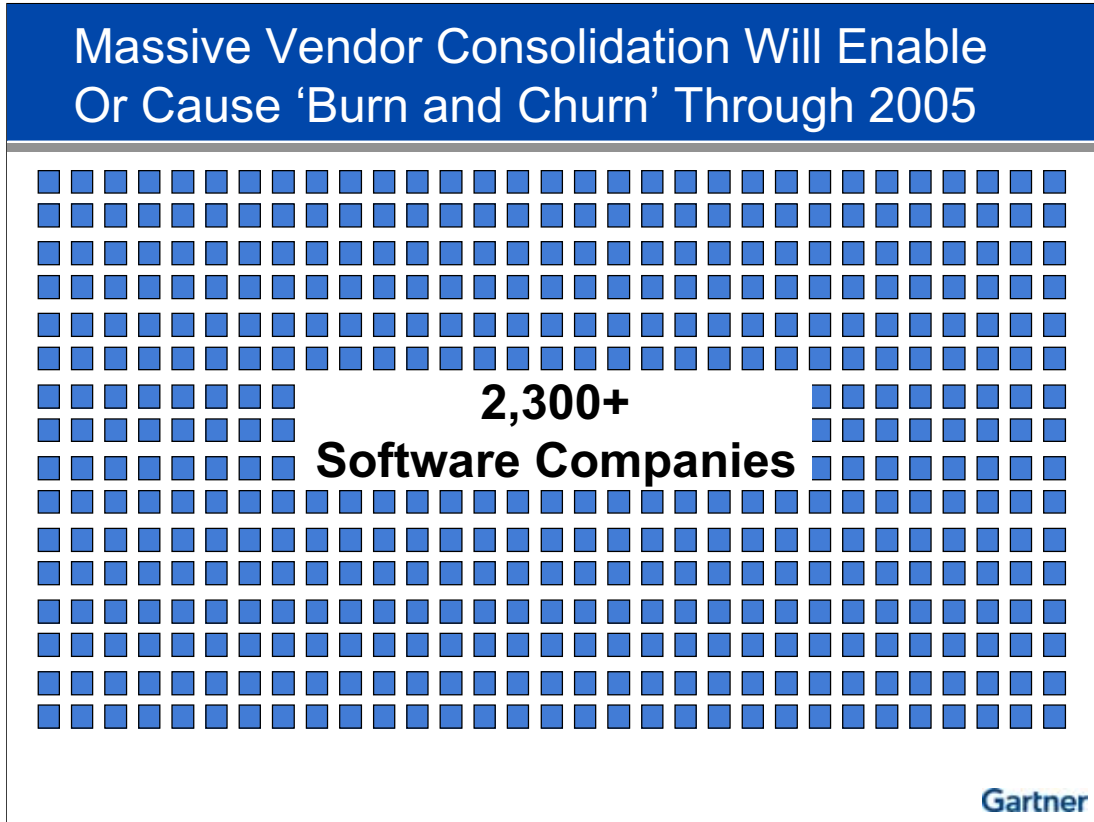 Massive Vendor Consolidation Will Enable
Or Cause ‘Burn and Churn’ Through 2005
2,300+
Software Companies
Gartner